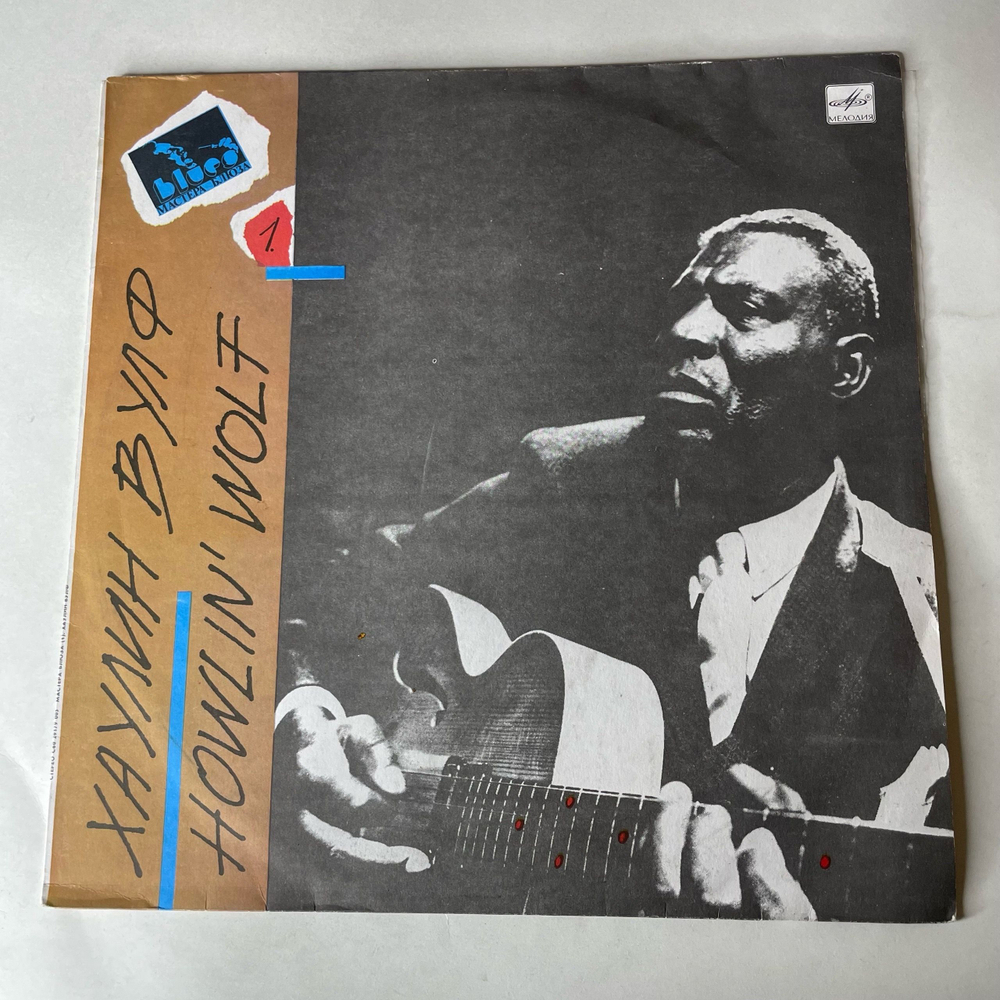 blues
МАСТЕРА БЛЮЗА
1.
ХАУЛИН ВУЛФ
HOWLIN' WOLF
МЕЛОДИЯ